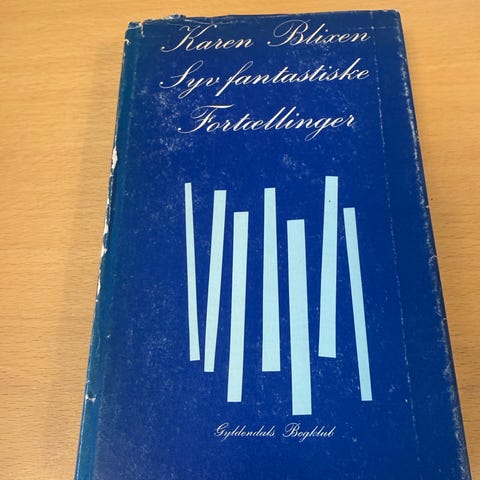 Karen Blixen
Syv fantastiske
Fortællinger
Gyldendals Bogklub